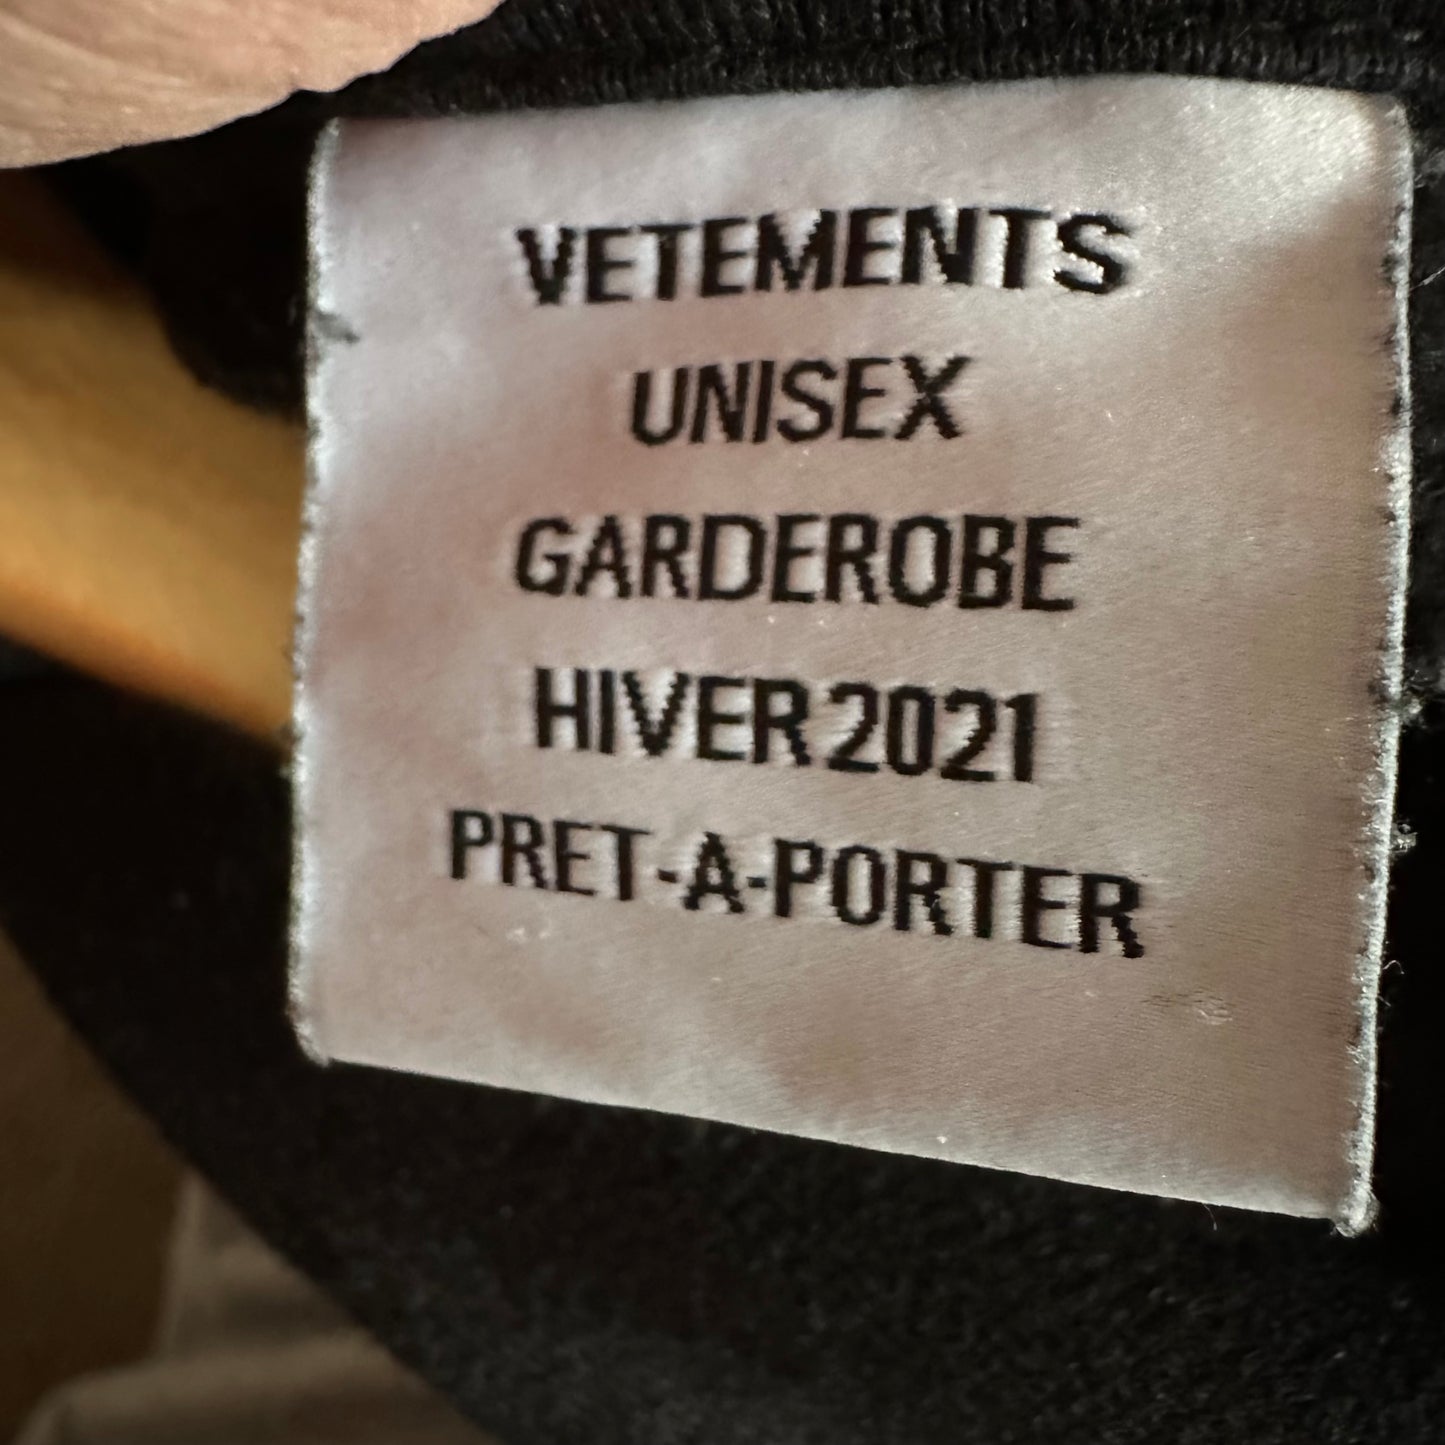 VETEMENTS
UNISEX
GARDEROBE
HIVER 2021
PRET-A-PORTER